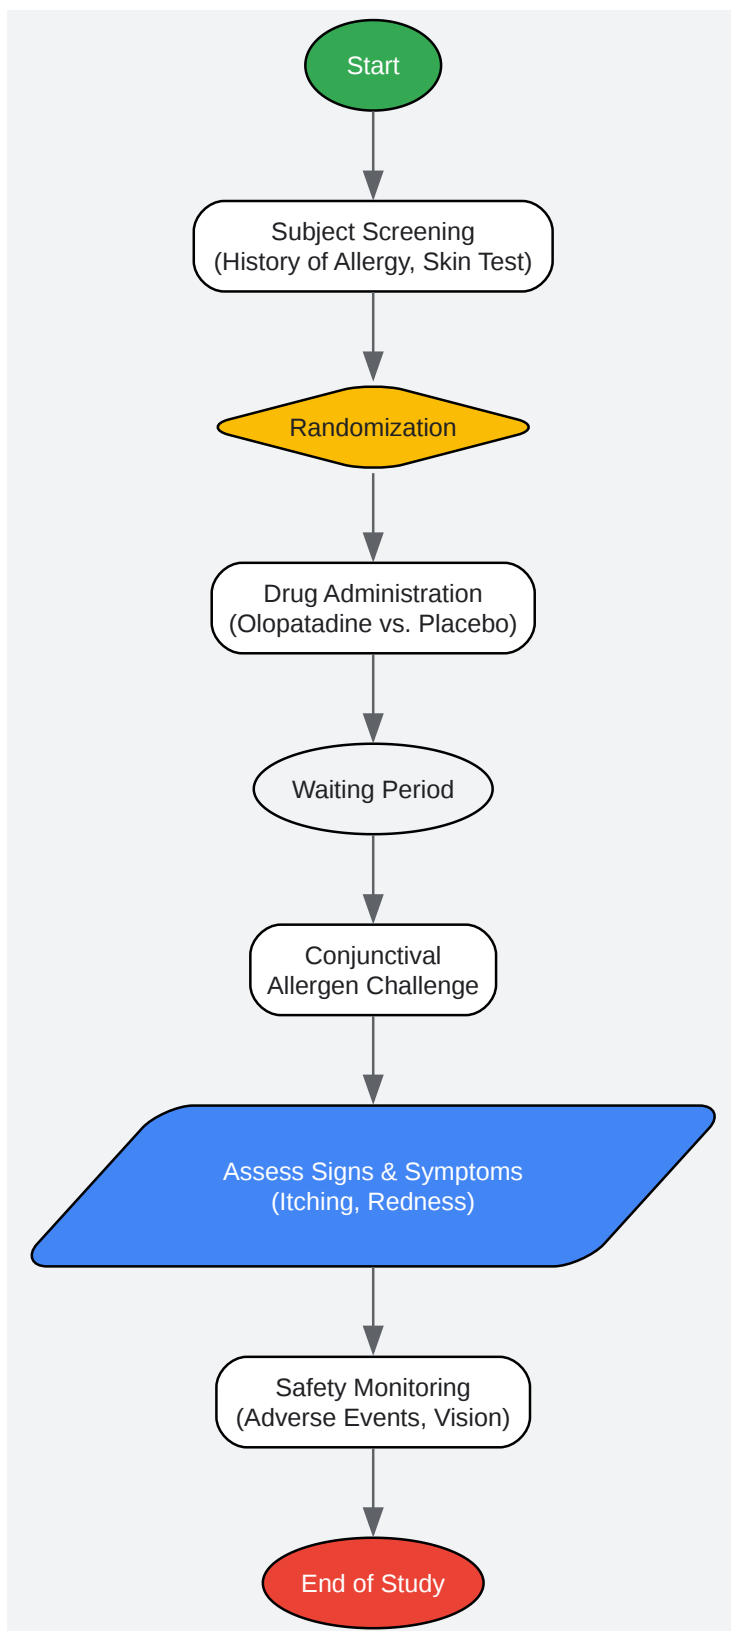 Start
Subject Screening
(History of Allergy, Skin Test)
Randomization
Drug Administration
(Olopatadine vs. Placebo)
Waiting Period
Conjunctival
Allergen Challenge
Assess Signs & Symptoms
(Itching, Redness)
Safety Monitoring
(Adverse Events, Vision)
End of Study